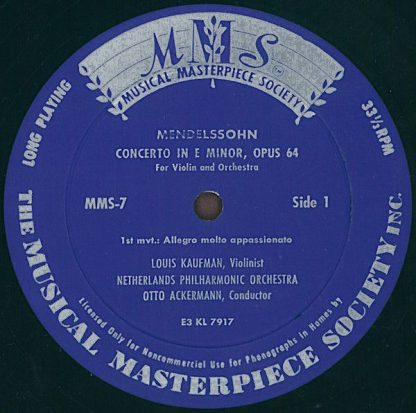 MMS
MUSICAL MASTERPIECE SOCIETY
TM
LONG PLAYING
33⅓ RPM
MENDELSSOHN
CONCERTO IN E MINOR, OPUS 64
For Violin and Orchestra
MMS-7
Side 1
1st mvt.: Allegro molto appassionato
LOUIS KAUFMAN, Violinist
NETHERLANDS PHILHARMONIC ORCHESTRA
OTTO ACKERMANN, Conductor
E3 KL 7917
Licensed Only for Noncommercial Use for Phonographs in Homes by
THE MUSICAL MASTERPIECE SOCIETY INC.